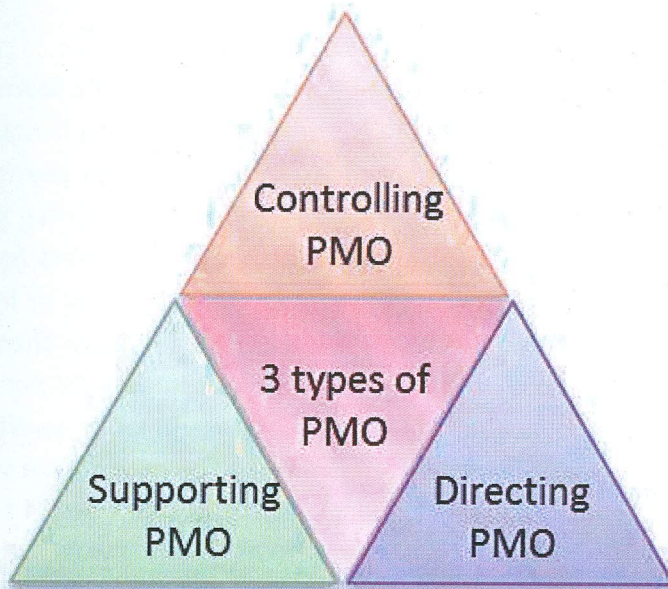 Controlling
PMO
3 types of
PMO
Supporting
PMO
Directing
PMO